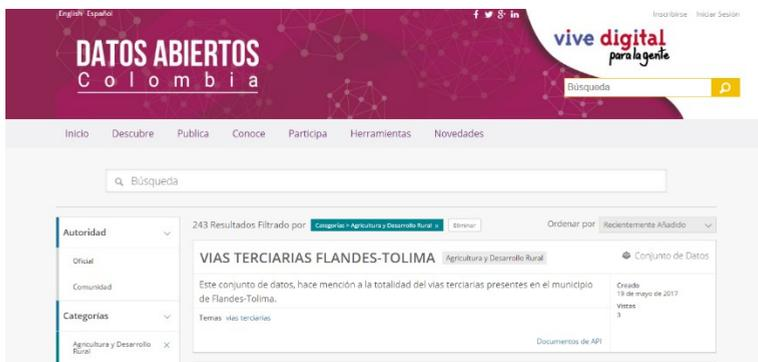 English Español
Inscribirse Iniciar Sesión
DATOS ABIERTOS
Colombia
vive digital
para la gente
Búsqueda
Inicio Descubre Publica Conoce Participa Herramientas Novedades
Búsqueda
243 Resultados Filtrado por Categorías > Agricultura y Desarrollo Rural x Eliminar Ordenar por Recientemente Añadido
Autoridad
Oficial
Comunidad
Categorías
Agricultura y Desarrollo
Rural
VIAS TERCIARIAS FLANDES-TOLIMA Agricultura y Desarrollo Rural Conjunto de Datos
Este conjunto de datos, hace mención a la totalidad del vias terciarias presentes en el municipio
de Flandes-Tolima.
Temas vias terciarias
Creado
19 de mayo de 2017
Vistas
3
Documentos de API